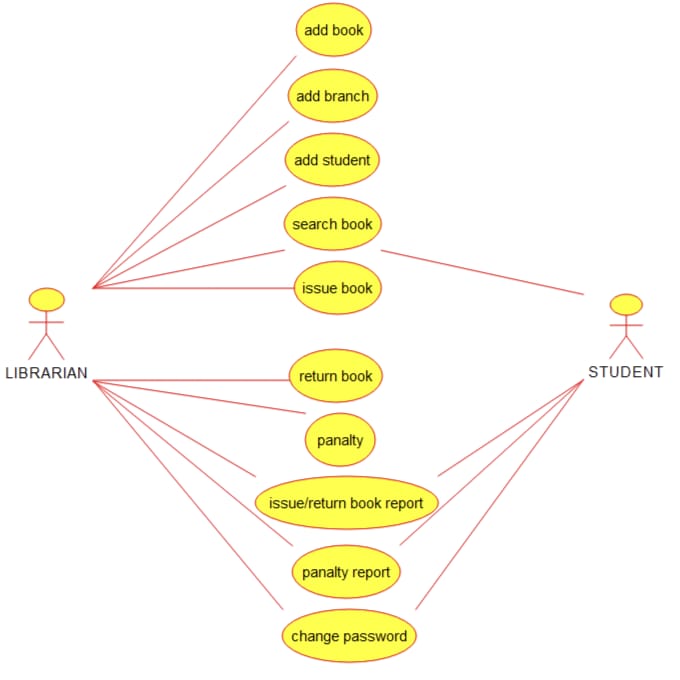 add book
add branch
add student
search book
issue book
LIBRARIAN
STUDENT
return book
panalty
issue/return book report
panalty report
change password